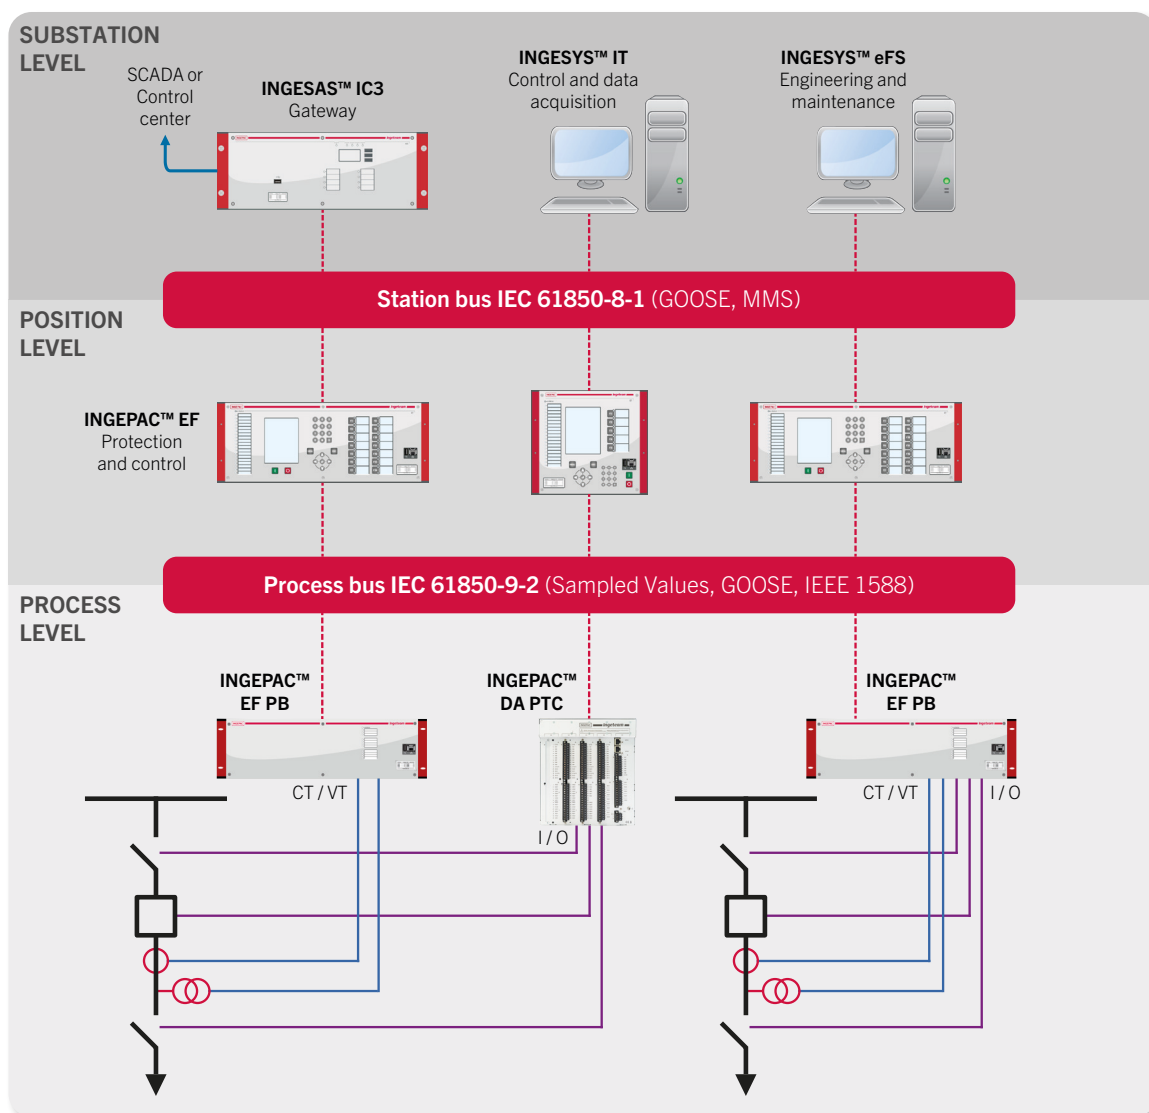 SUBSTATION
LEVEL
SCADA or
Control
center
INGESAS™ IC3
Gateway
INGESYS™ IT
Control and data
acquisition
INGESYS™ eFS
Engineering and
maintenance
Station bus IEC 61850-8-1 (GOOSE, MMS)
POSITION
LEVEL
INGEPAC™ EF
Protection
and control
Process bus IEC 61850-9-2 (Sampled Values, GOOSE, IEEE 1588)
PROCESS
LEVEL
INGEPAC™
EF PB
INGEPAC™
DA PTC
INGEPAC™
EF PB
CT / VT
I / O
CT / VT
I / O